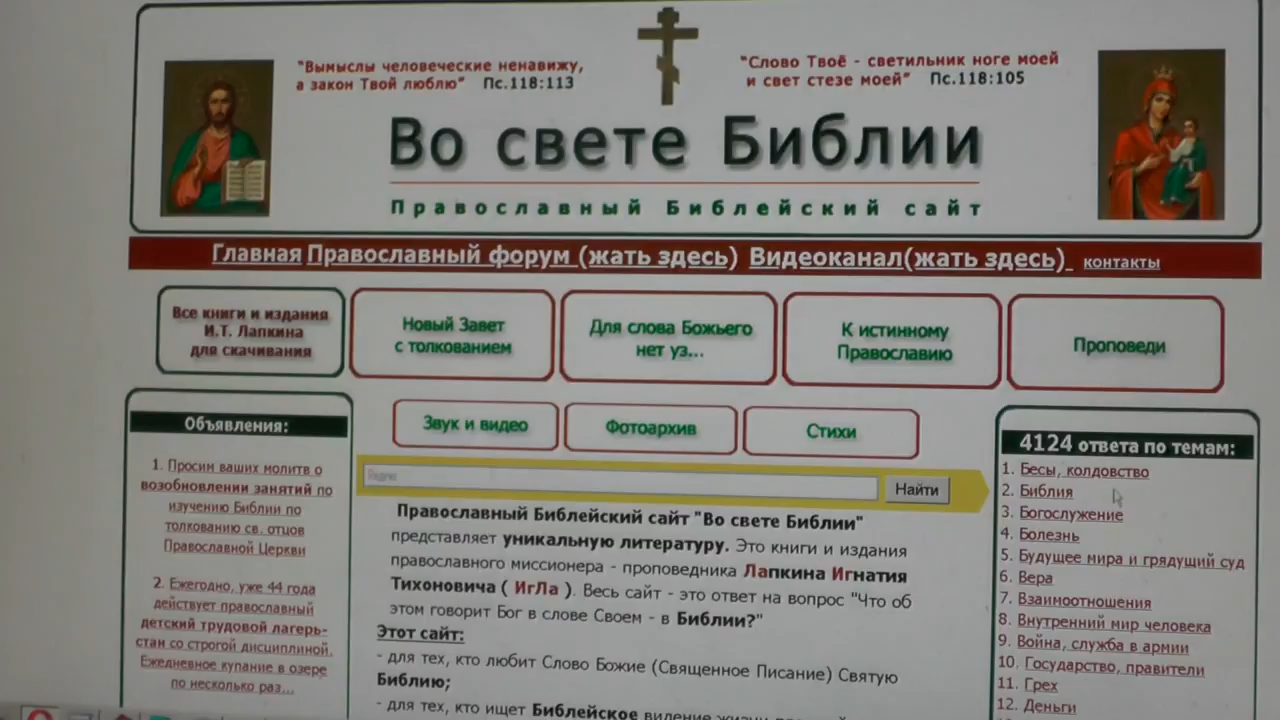 "Вымыслы человеческие ненавижу,
а закон Твой люблю" Пс.118:113
"Слово Твоё - светильник ноге моей
и свет стезе моей" Пс.118:105
Во свете Библии
Православный Библейский сайт
Главная Православный форум (жать здесь) Видеоканал(жать здесь) контакты
Все книги и издания
И.Т. Лапкина
для скачивания
Новый Завет
с толкованием
Для слова Божьего
нет уз...
К истинному
Православию
Проповеди
Звук и видео
Фотоархив
Стихи
Объявления:
1. Просим ваших молитв о
возобновлении занятий по
изучению Библии по
толкованию св. отцов
Православной Церкви
2. Ежегодно, уже 44 года
действует православный
детский трудовой лагерь-
стан со строгой дисциплиной.
Ежедневное купание в озере
по несколько раз...
Найти
Православный Библейский сайт "Во свете Библии"
представляет уникальную литературу. Это книги и издания
православного миссионера - проповедника Лапкина Игнатия
Тихоновича ( ИгЛа ). Весь сайт - это ответ на вопрос "Что об
этом говорит Бог в слове Своем - в Библии?"
Этот сайт:
- для тех, кто любит Слово Божие (Священное Писание) Святую
Библию;
- для тех, кто ищет Библейское видение жизни
4124 ответа по темам:
1. Бесы, колдовство
2. Библия
3. Богослужение
4. Болезнь
5. Будущее мира и грядущий суд
6. Вера
7. Взаимоотношения
8. Внутренний мир человека
9. Война, служба в армии
10. Государство, правители
11. Грех
12. Деньги